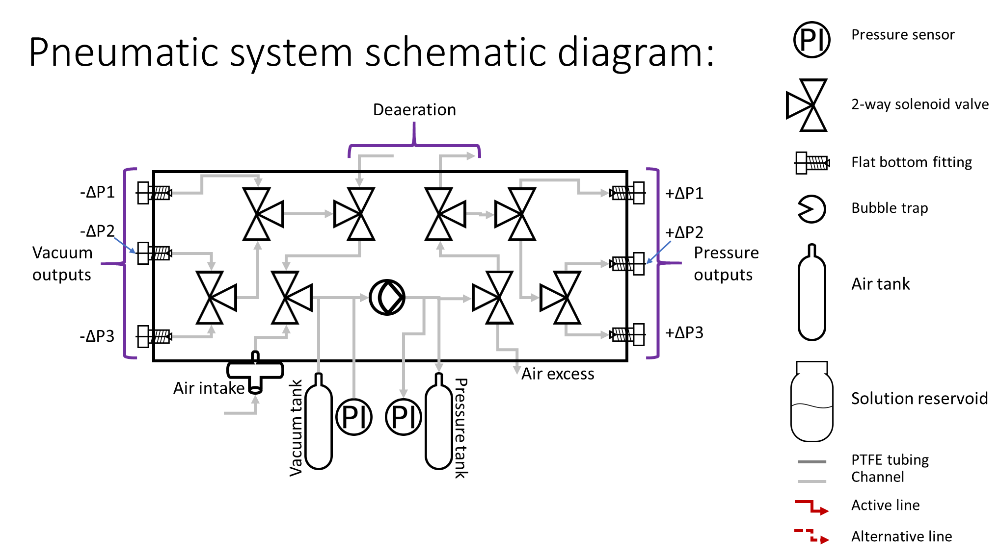 Pneumatic system schematic diagram:
Deaeration
-ΔP1
-ΔP2
Vacuum
outputs
-ΔP3
+ΔP1
+ΔP2
Pressure
outputs
+ΔP3
Air intake
Vacuum tank
PI
PI
Pressure tank
Air excess
PI
Pressure sensor
2-way solenoid valve
Flat bottom fitting
Bubble trap
Air tank
Solution reservoid
PTFE tubing
Channel
Active line
Alternative line